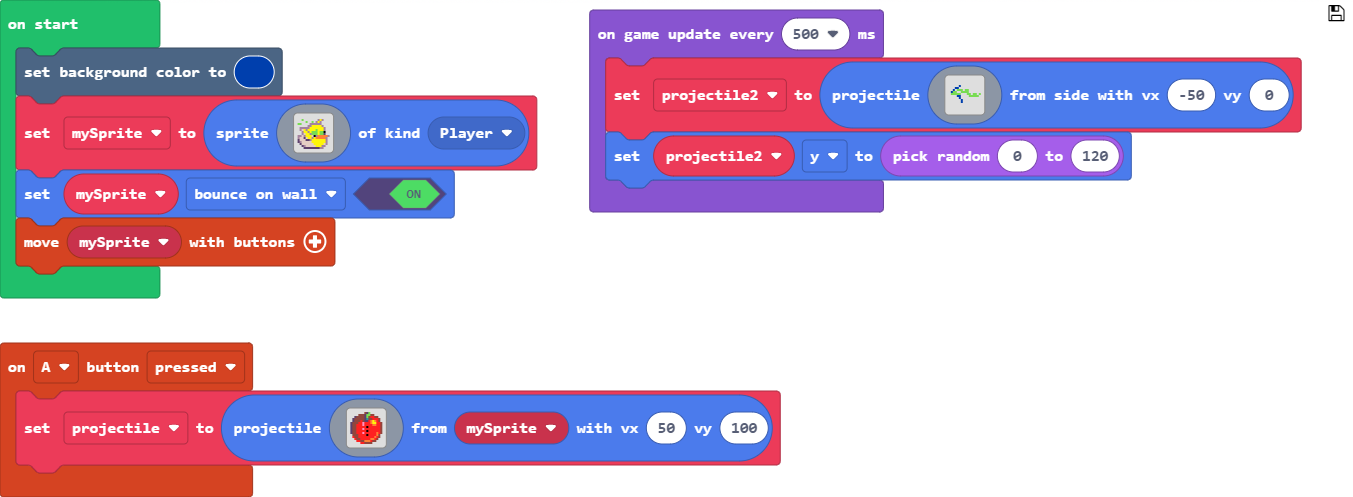 on start
set background color to
set mySprite to sprite of kind Player
set mySprite bounce on wall ON
move mySprite with buttons
on game update every 500 ms
set projectile2 to projectile from side with vx -50 vy 0
set projectile2 y to pick random 0 to 120
on A button pressed
set projectile to projectile from mySprite with vx 50 vy 100